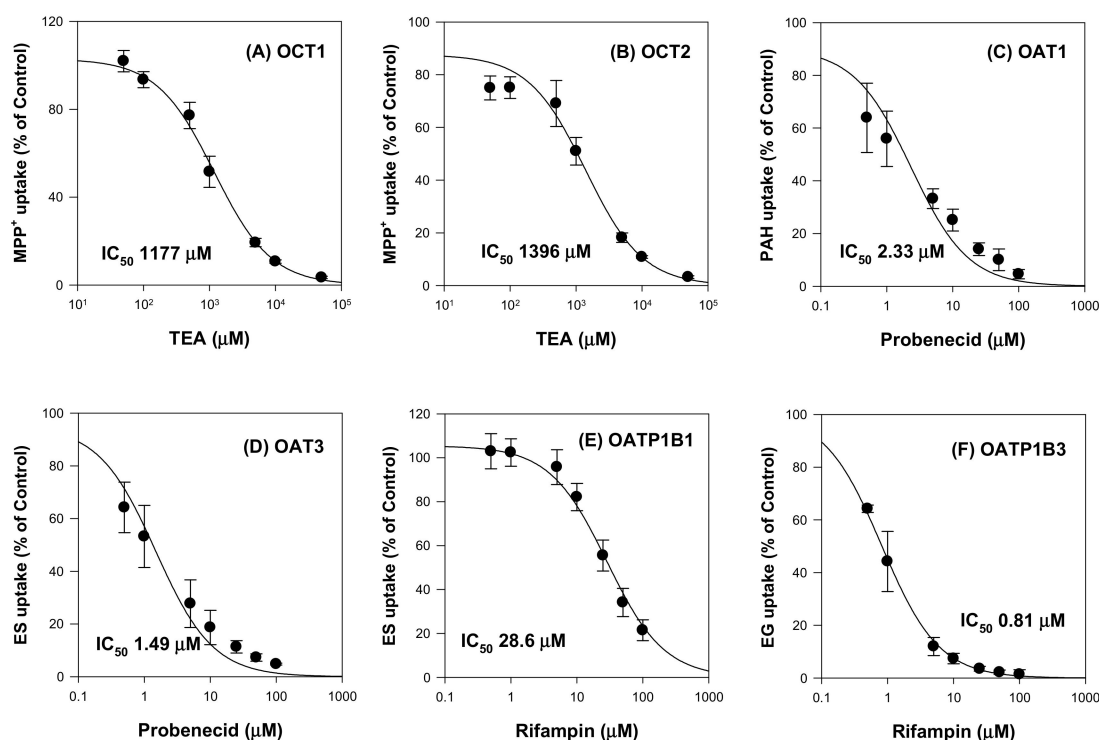 (A) OCT1
MPP+ uptake (% of Control)
120
80
40
0
IC50 1177 μM
10¹ 10² 10³ 10⁴ 10⁵
TEA (μM)
(B) OCT2
MPP+ uptake (% of Control)
100
80
60
40
20
0
IC50 1396 μM
10¹ 10² 10³ 10⁴ 10⁵
TEA (μM)
(C) OAT1
PAH uptake (% of Control)
100
80
60
40
20
0
IC50 2.33 μM
0.1 1 10 100 1000
Probenecid (μM)
(D) OAT3
ES uptake (% of Control)
100
80
60
40
20
0
IC50 1.49 μM
0.1 1 10 100 1000
Probenecid (μM)
(E) OATP1B1
ES uptake (% of Control)
120
100
80
60
40
20
0
IC50 28.6 μM
0.1 1 10 100 1000
Rifampin (μM)
(F) OATP1B3
EG uptake (% of Control)
100
80
60
40
20
0
IC50 0.81 μM
0.1 1 10 100 1000
Rifampin (μM)